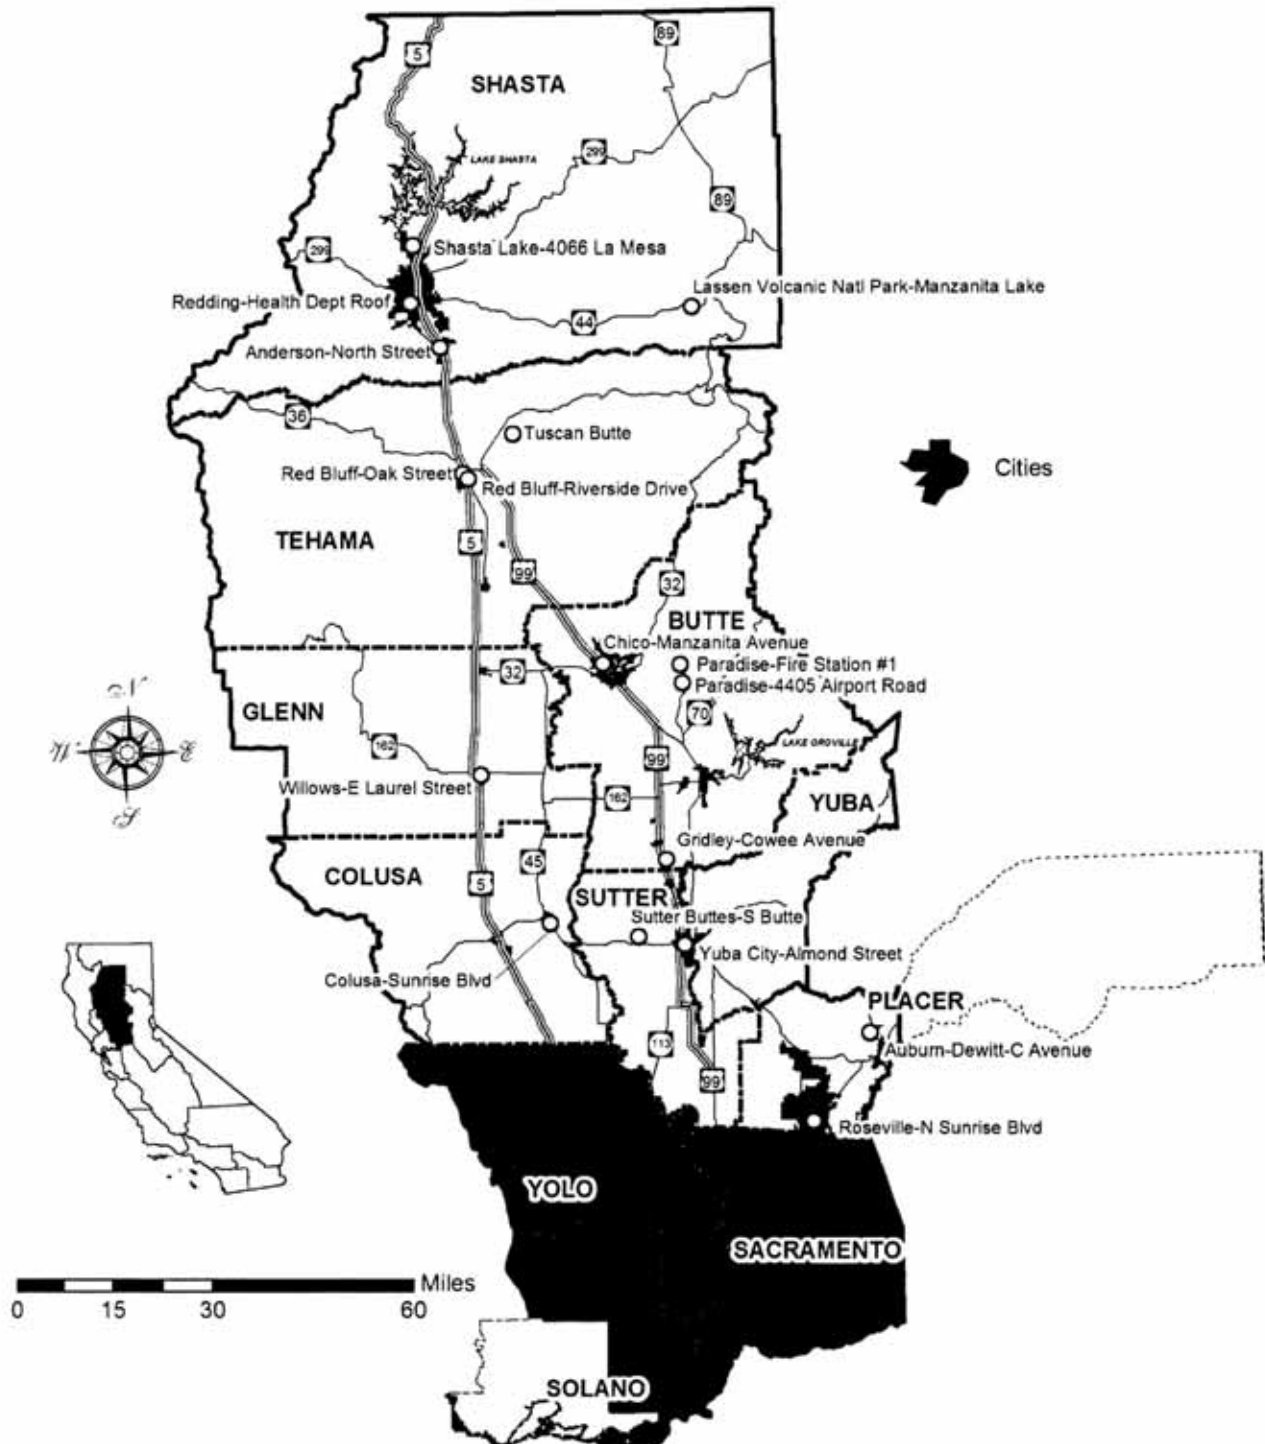 89
5
SHASTA
LAKE SHASTA
299
89
299
Shasta Lake-4066 La Mesa
Redding-Health Dept Roof
Lassen Volcanic Natl Park-Manzanita Lake
44
Anderson-North Street
36
Tuscan Butte
Red Bluff-Oak Street
Red Bluff-Riverside Drive
Cities
TEHAMA
5
99
32
BUTTE
Chico-Manzanita Avenue
Paradise-Fire Station #1
32
Paradise-4405 Airport Road
N
GLENN
70
W
E
162
LAKE OROVILLE
99
Willows-E Laurel Street
162
YUBA
S
Gridley-Cowee Avenue
45
COLUSA
5
SUTTER
Sutter Buttes-S Butte
Yuba City-Almond Street
Colusa-Sunrise Blvd
PLACER
113
Auburn-Dewitt-C Avenue
99
Roseville-N Sunrise Blvd
YOLO
SACRAMENTO
Miles
0 15 30 60
SOLANO